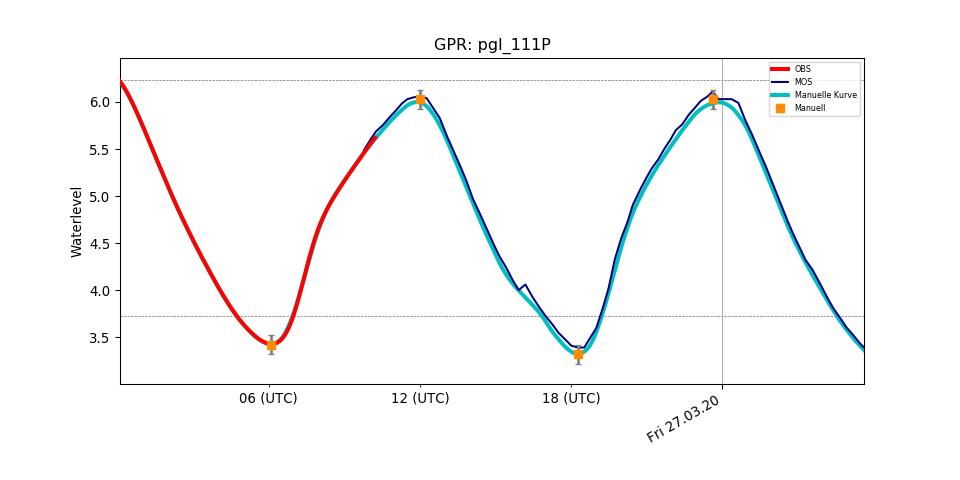 GPR: pgl_111P
OBS
MOS
Manuelle Kurve
Manuell
Waterlevel
6.0
5.5
5.0
4.5
4.0
3.5
06 (UTC)
12 (UTC)
18 (UTC)
Fri 27.03.20